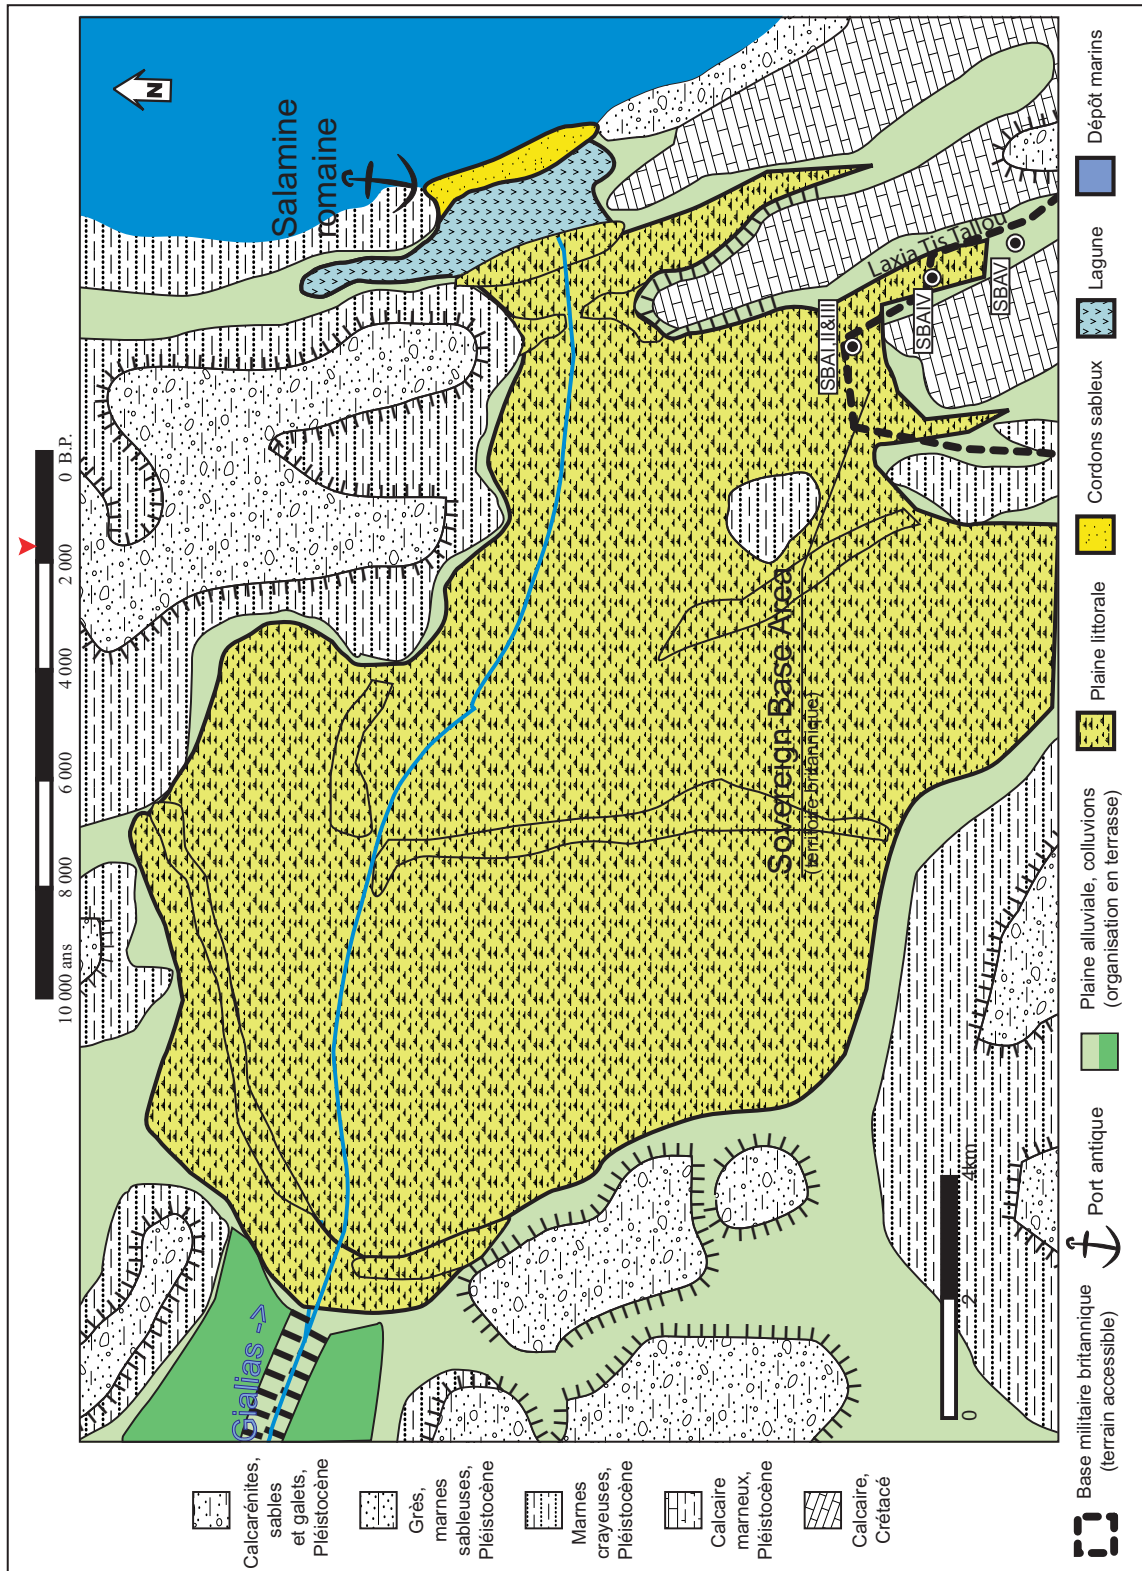 10 000 ans
8 000
6 000
4 000
2 000
0 B.P.
N
Salamine
romaine
Gialias ->
Sovereign Base Area
(territoire britannique)
Laxia Tis Tallou
SBA I, II & III
SBA IV
SBA V
0
2
4km
Calcarénites,
sables
et galets,
Pléistocène
Grès,
marnes
sableuses,
Pléistocène
Marnes
crayeuses,
Pléistocène
Calcaire
marneux,
Pléistocène
Calcaire,
Crétacé
Base militaire britannique
(terrain accessible)
Port antique
Plaine alluviale, colluvions
(organisation en terrasse)
Plaine littorale
Cordons sableux
Lagune
Dépôt marins